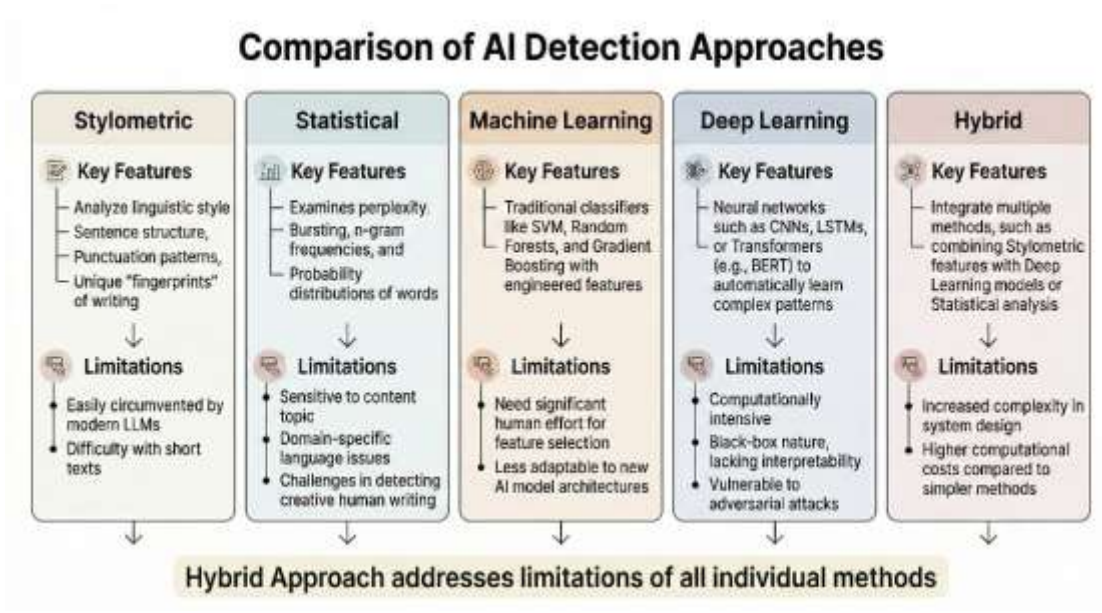 Comparison of AI Detection Approaches
Stylometric
Key Features
Analyze linguistic style
Sentence structure,
Punctuation patterns,
Unique "fingerprints"
of writing
Limitations
Easily circumvented by
modern LLMs
Difficulty with short
texts
Statistical
Key Features
Examines perplexity
Bursting, n-gram
frequencies, and
Probability
distributions of words
Limitations
Sensitive to content
topic
Domain-specific
language issues
Challenges in detecting
creative human writing
Machine Learning
Key Features
Traditional classifiers
like SVM, Random
Forests, and Gradient
Boosting with
engineered features
Limitations
Need significant
human effort for
feature selection
Less adaptable to new
AI model architectures
Deep Learning
Key Features
Neural networks
such as CNNs, LSTMs,
or Transformers
(e.g., BERT) to
automatically learn
complex patterns
Limitations
Computationally
intensive
Black-box nature,
lacking interpretability
Vulnerable to
adversarial attacks
Hybrid
Key Features
Integrate multiple
methods, such as
combining Stylometric
features with Deep
Learning models or
Statistical analysis
Limitations
Increased complexity in
system design
Higher computational
costs compared to
simpler methods
Hybrid Approach addresses limitations of all individual methods